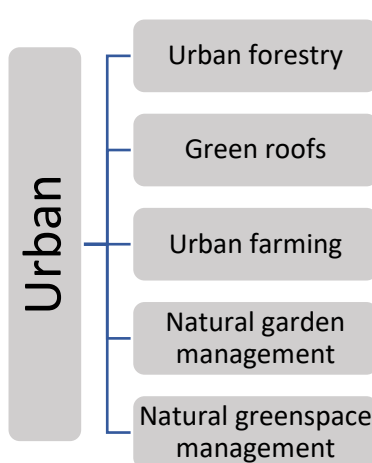 Urban
Urban forestry
Green roofs
Urban farming
Natural garden
management
Natural greenspace
management